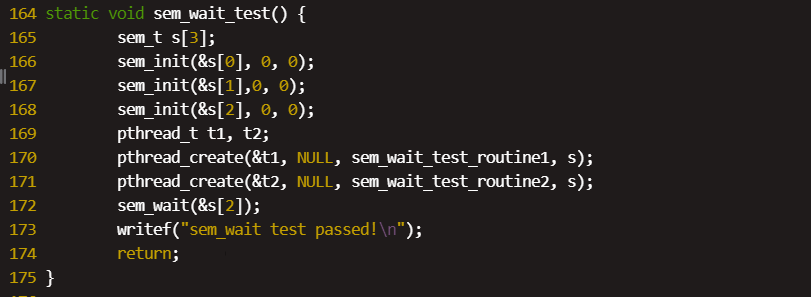 164 static void sem_wait_test() {
165         sem_t s[3];
166         sem_init(&s[0], 0, 0);
167         sem_init(&s[1],0, 0);
168         sem_init(&s[2], 0, 0);
169         pthread_t t1, t2;
170         pthread_create(&t1, NULL, sem_wait_test_routine1, s);
171         pthread_create(&t2, NULL, sem_wait_test_routine2, s);
172         sem_wait(&s[2]);
173         writef("sem_wait test passed!\n");
174         return;
175 }